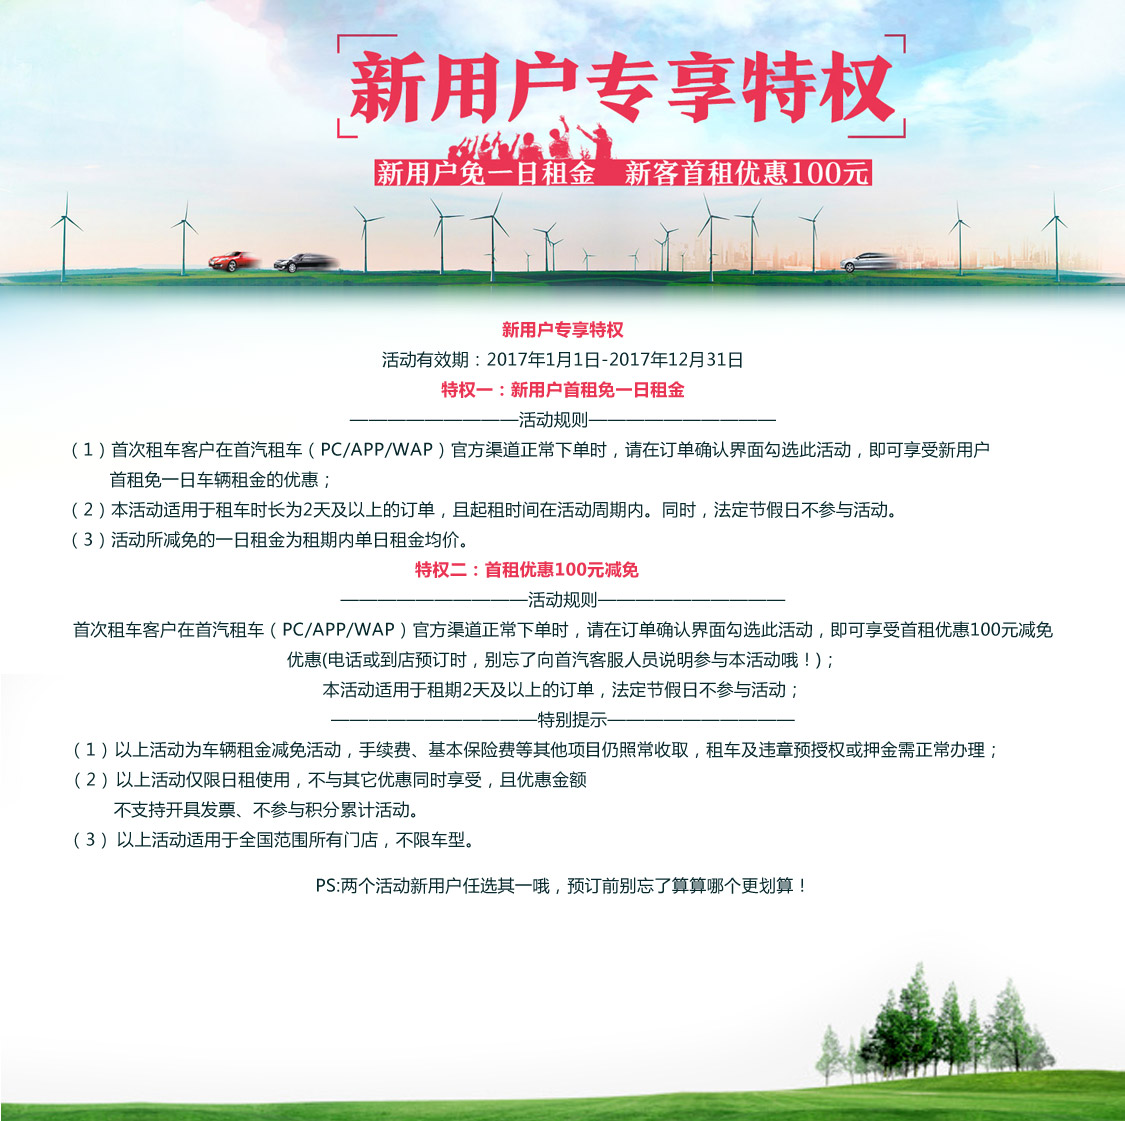 新用户专享特权
新用户免一日租金 新客首租优惠100元
新用户专享特权
活动有效期：2017年1月1日-2017年12月31日
特权一：新用户首租免一日租金
—————————活动规则——————————
（1）首次租车客户在首汽租车（PC/APP/WAP）官方渠道正常下单时，请在订单确认界面勾选此活动，即可享受新用户
首租免一日车辆租金的优惠；
（2）本活动适用于租车时长为2天及以上的订单，且起租时间在活动周期内。同时，法定节假日不参与活动。
（3）活动所减免的一日租金为租期内单日租金均价。
特权二：首租优惠100元减免
——————————活动规则——————————
首次租车客户在首汽租车（PC/APP/WAP）官方渠道正常下单时，请在订单确认界面勾选此活动，即可享受首租优惠100元减免
优惠(电话或到店预订时，别忘了向首汽客服人员说明参与本活动哦！)；
本活动适用于租期2天及以上的订单，法定节假日不参与活动；
———————————特别提示——————————
（1）以上活动为车辆租金减免活动，手续费、基本保险费等其他项目仍照常收取，租车及违章预授权或押金需正常办理；
（2）以上活动仅限日租使用，不与其它优惠同时享受，且优惠金额
不支持开具发票、不参与积分累计活动。
（3）以上活动适用于全国范围所有门店，不限车型。
PS:两个活动新用户任选其一哦，预订前别忘了算算哪个更划算！